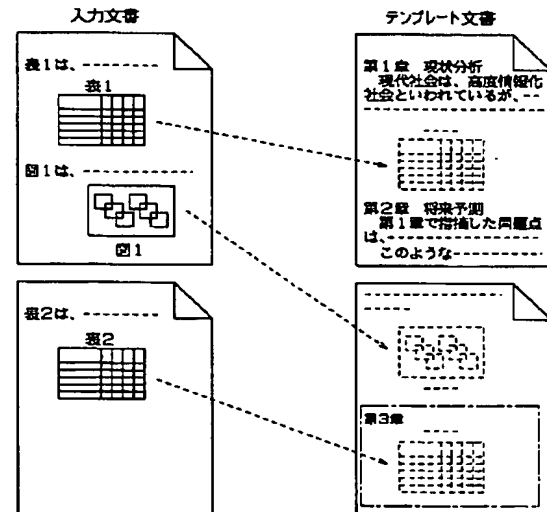 入力文書
表1は、
表1
図1は、
図1
表2は、
表2
テンプレート文書
第1章 現状分析
現代社会は、高度情報化
社会といわれているが、
第2章 将来予測
第1章で指摘した問題点
は、
このような
第3章